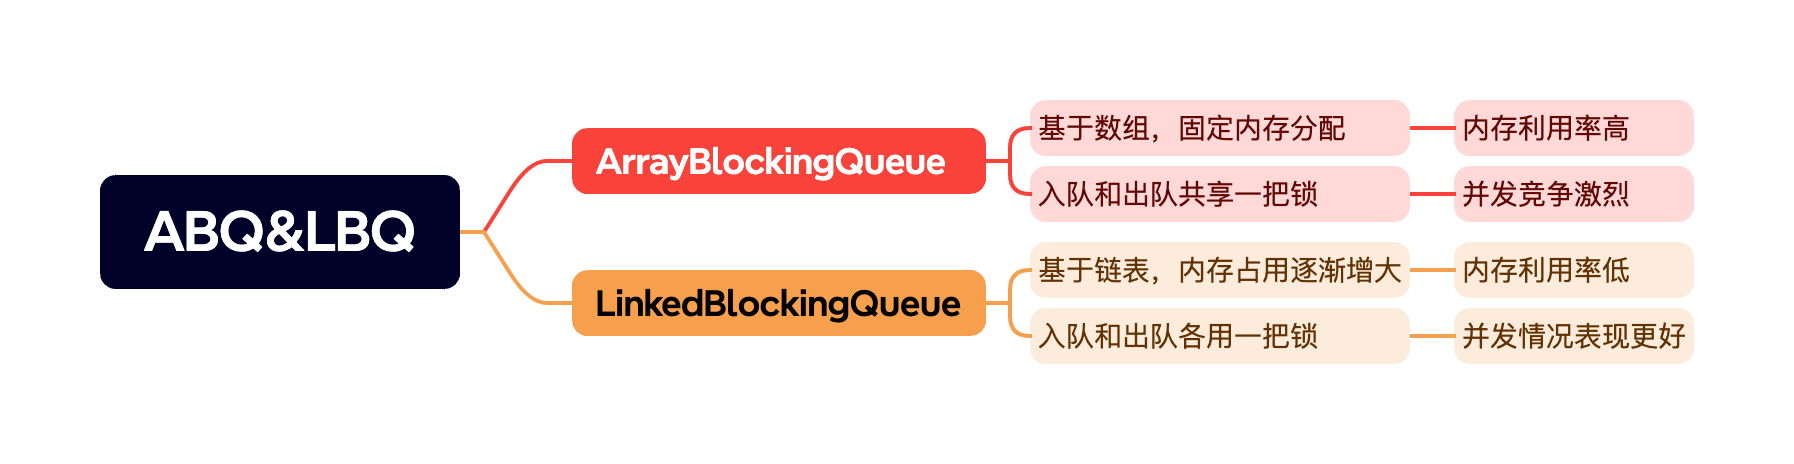 ABQ&LBQ
ArrayBlockingQueue
基于数组，固定内存分配
内存利用率高
入队和出队共享一把锁
并发竞争激烈
LinkedBlockingQueue
基于链表，内存占用逐渐增大
内存利用率低
入队和出队各用一把锁
并发情况表现更好